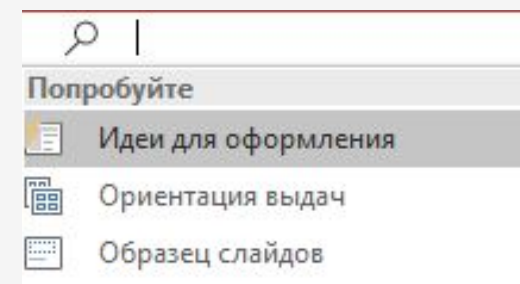 Попробуйте
Идеи для оформления
Ориентация выдач
Образец слайдов